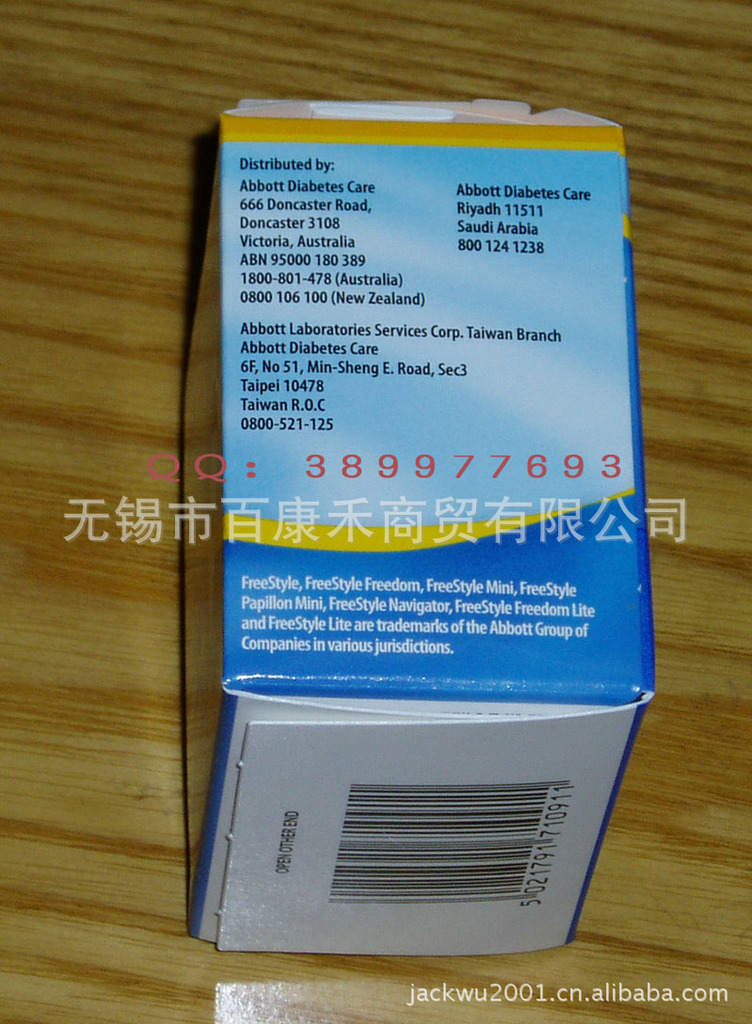 Distributed by:
Abbott Diabetes Care
666 Doncaster Road,
Doncaster 3108
Victoria, Australia
ABN 95000 180 389
1800-801-478 (Australia)
0800 106 100 (New Zealand)
Abbott Diabetes Care
Riyadh 11511
Saudi Arabia
800 124 1238
Abbott Laboratories Services Corp. Taiwan Branch
Abbott Diabetes Care
6F, No 51, Min-Sheng E. Road, Sec3
Taipei 10478
Taiwan R.O.C
0800-521-125
QQ: 389977693
无锡市百康禾商贸有限公司
FreeStyle, FreeStyle Freedom, FreeStyle Mini, FreeStyle
Papillon Mini, FreeStyle Navigator, FreeStyle Freedom Lite
and FreeStyle Lite are trademarks of the Abbott Group of
Companies in various jurisdictions.
OPEN OTHER END
5 021791 710911
jackwu2001.cn.alibaba.com